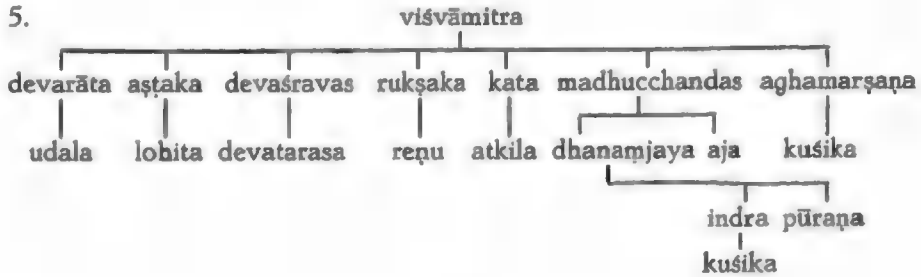 5.
viśvāmitra
devarāta aṣṭaka devaśravas rukṣaka kata madhucchandas aghamarṣaṇa
udala lohita devatarasa reṇu atkila dhanaṃjaya aja kuśika
indra pūraṇa
kuśika